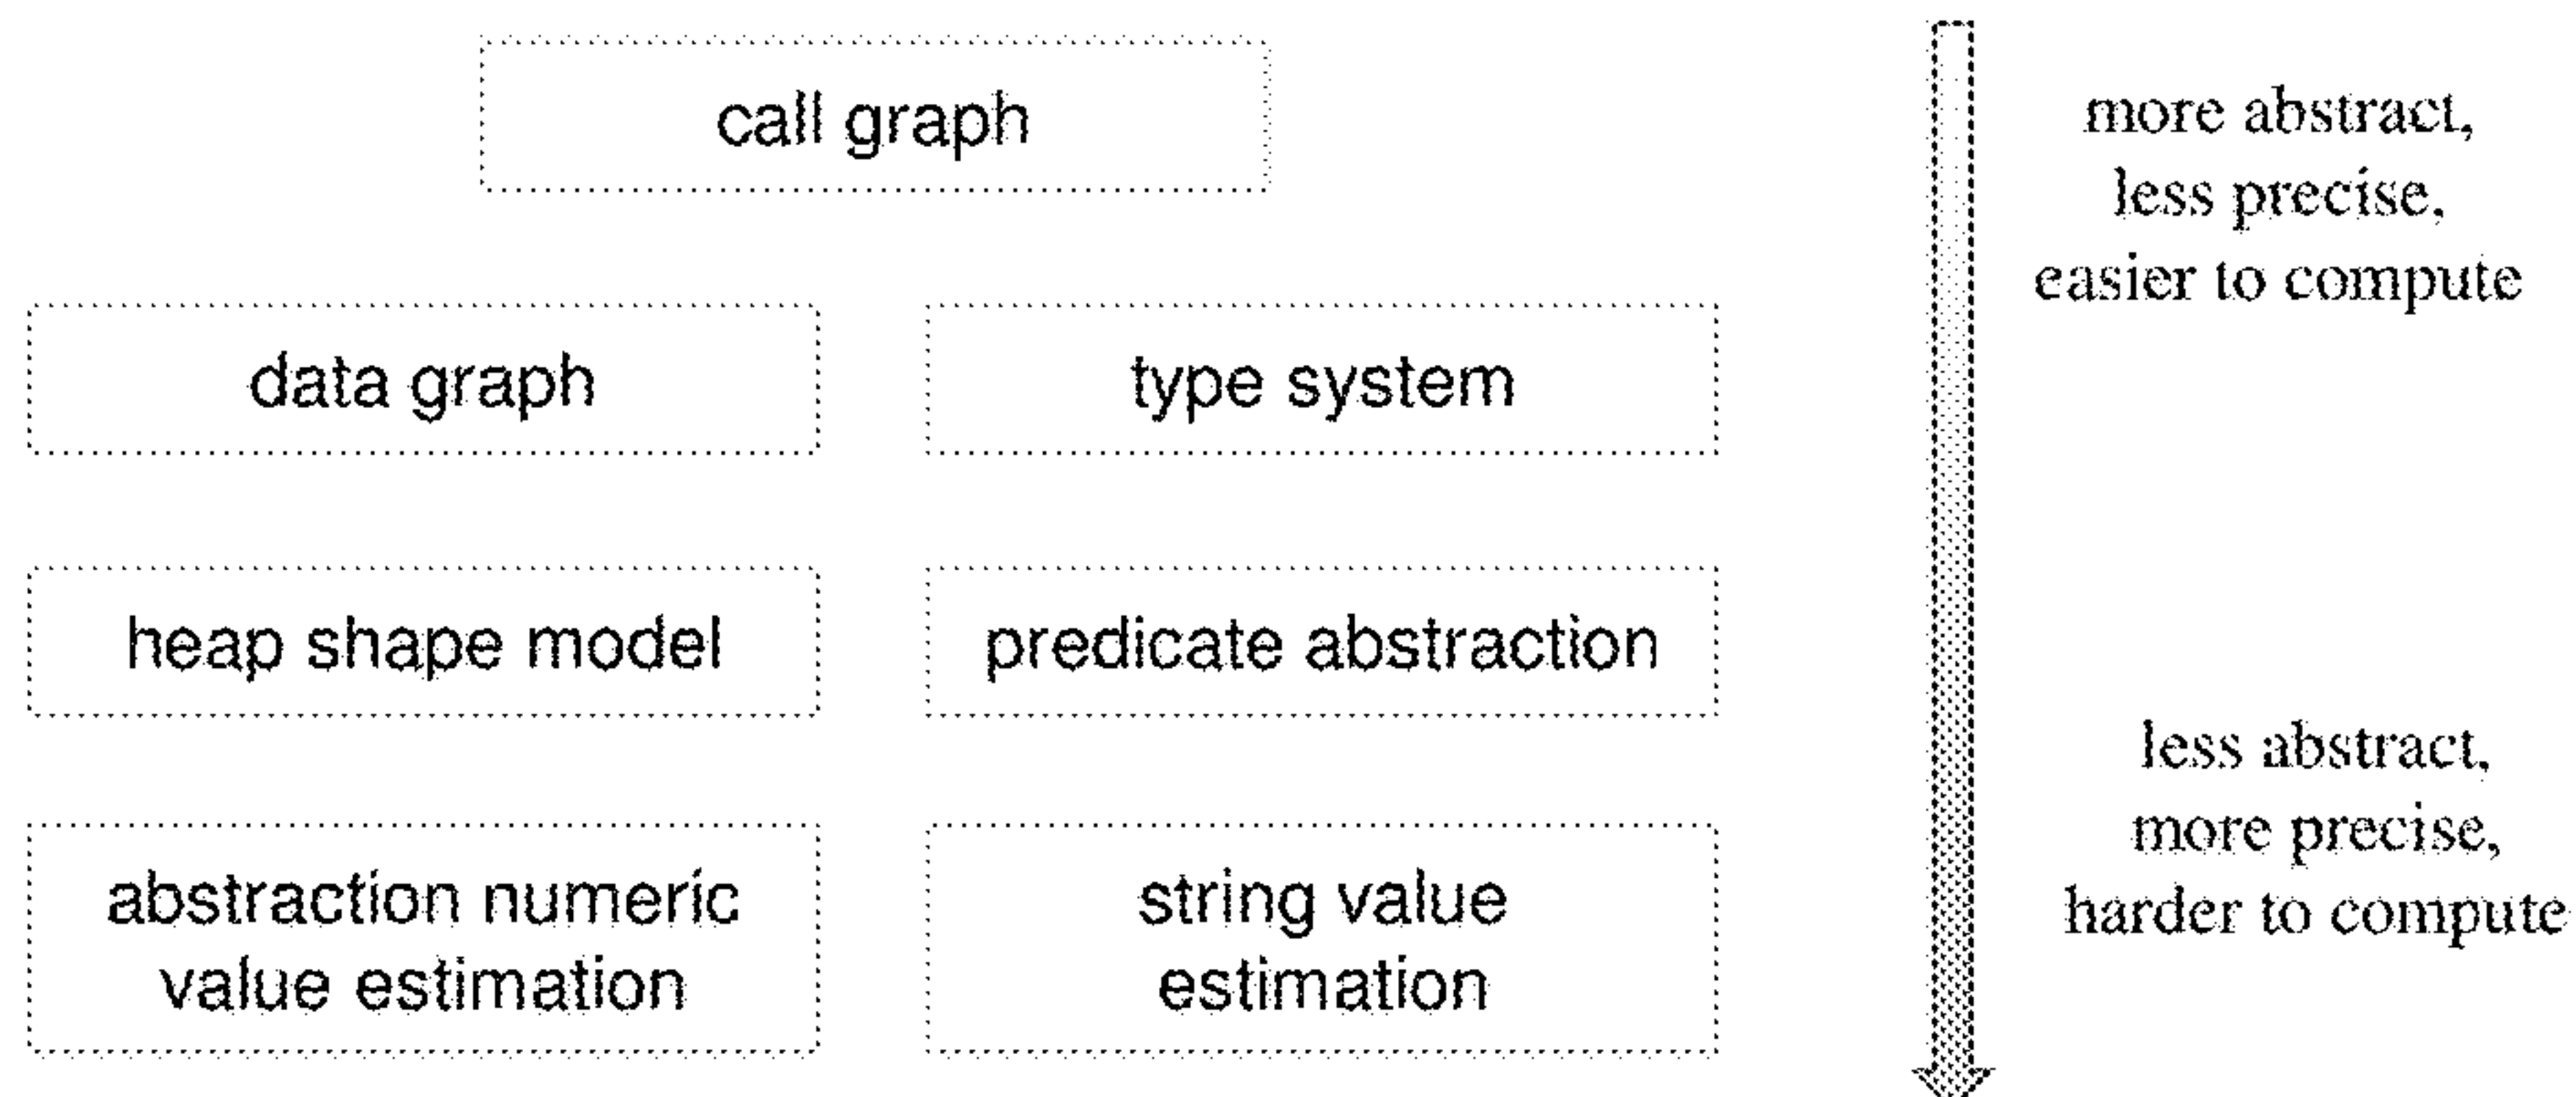 call graph
data graph
type system
heap shape model
predicate abstraction
abstraction numeric
value estimation
string value
estimation
more abstract,
less precise,
easier to compute
less abstract,
more precise,
harder to compute